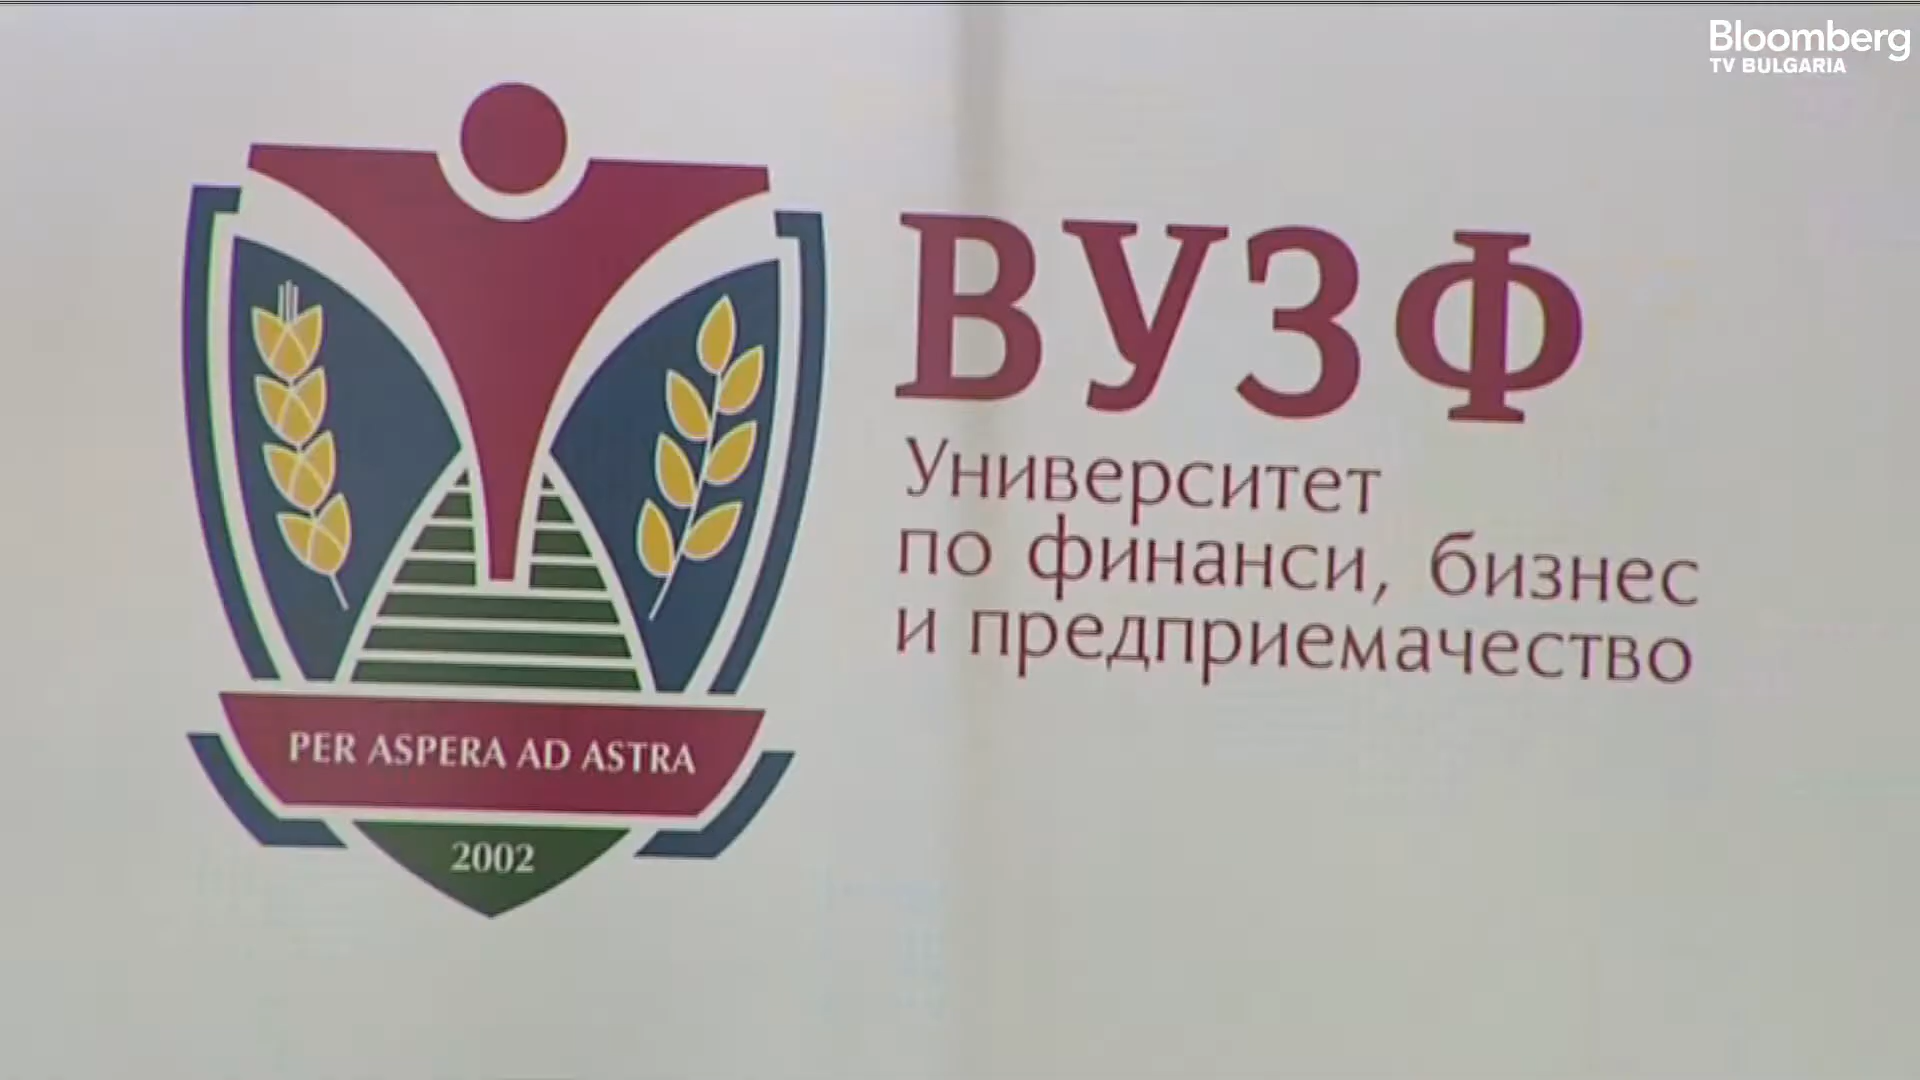 Bloomberg
TV BULGARIA
ВУЗФ
Университет
по финанси, бизнес
и предприемачество
PER ASPERA AD ASTRA
2002